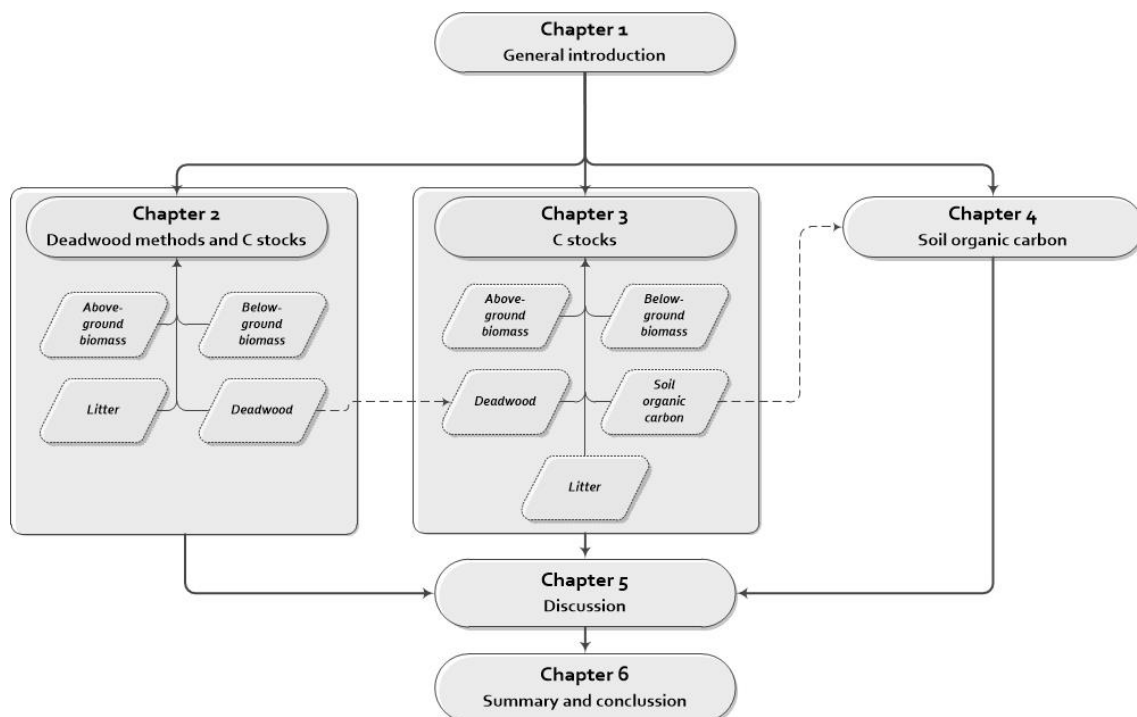 Chapter 1
General introduction
Chapter 2
Deadwood methods and C stocks
Above-
ground
biomass
Below-
ground
biomass
Litter
Deadwood
Chapter 3
C stocks
Above-
ground
biomass
Below-
ground
biomass
Deadwood
Soil
organic
carbon
Litter
Chapter 4
Soil organic carbon
Chapter 5
Discussion
Chapter 6
Summary and conclussion